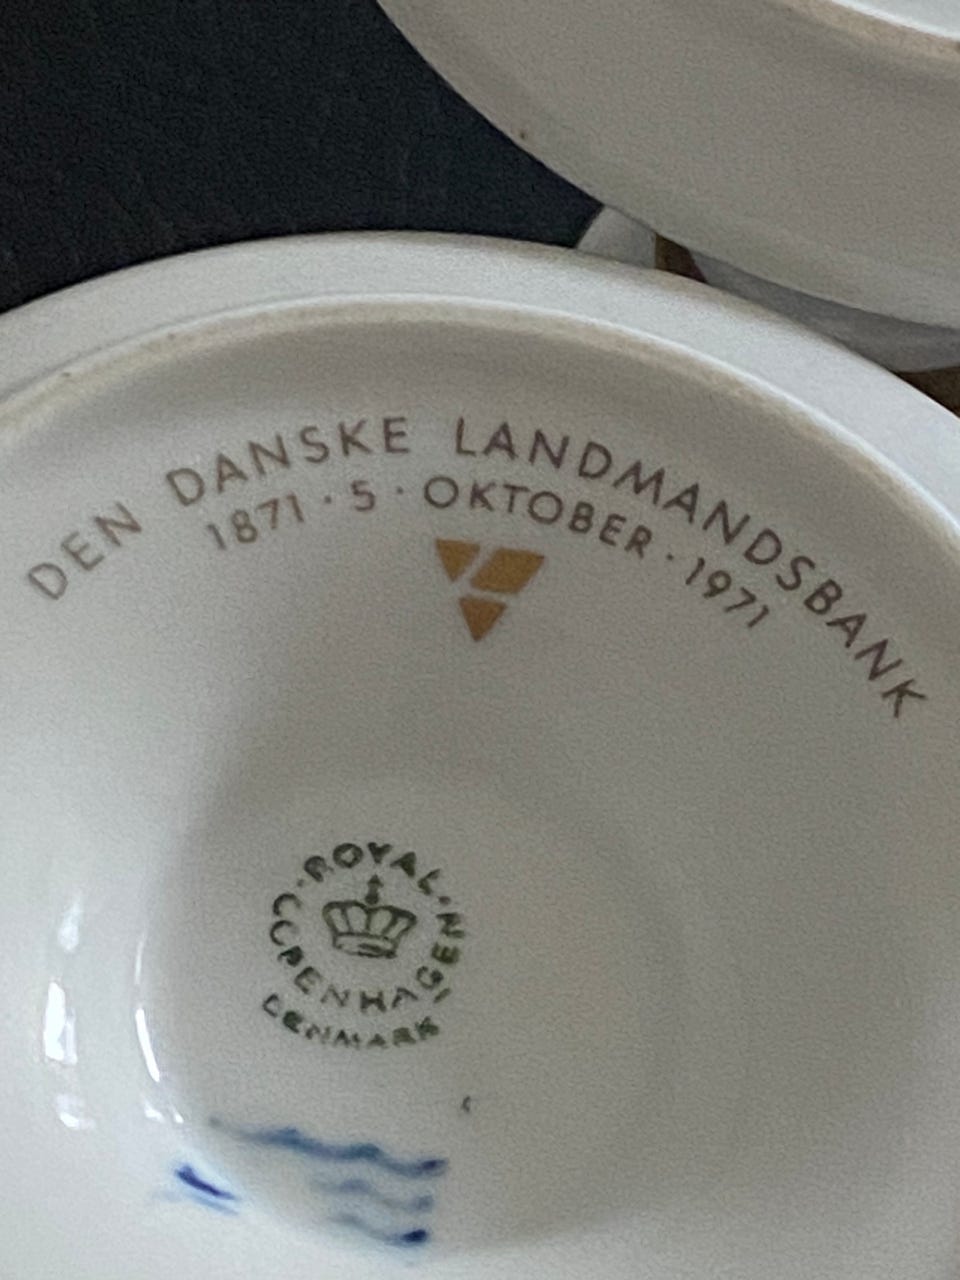 DEN DANSKE LANDMANDSBANK
1871 · 5 · OKTOBER · 1971
· ROYAL ·
COPENHAGEN
DENMARK